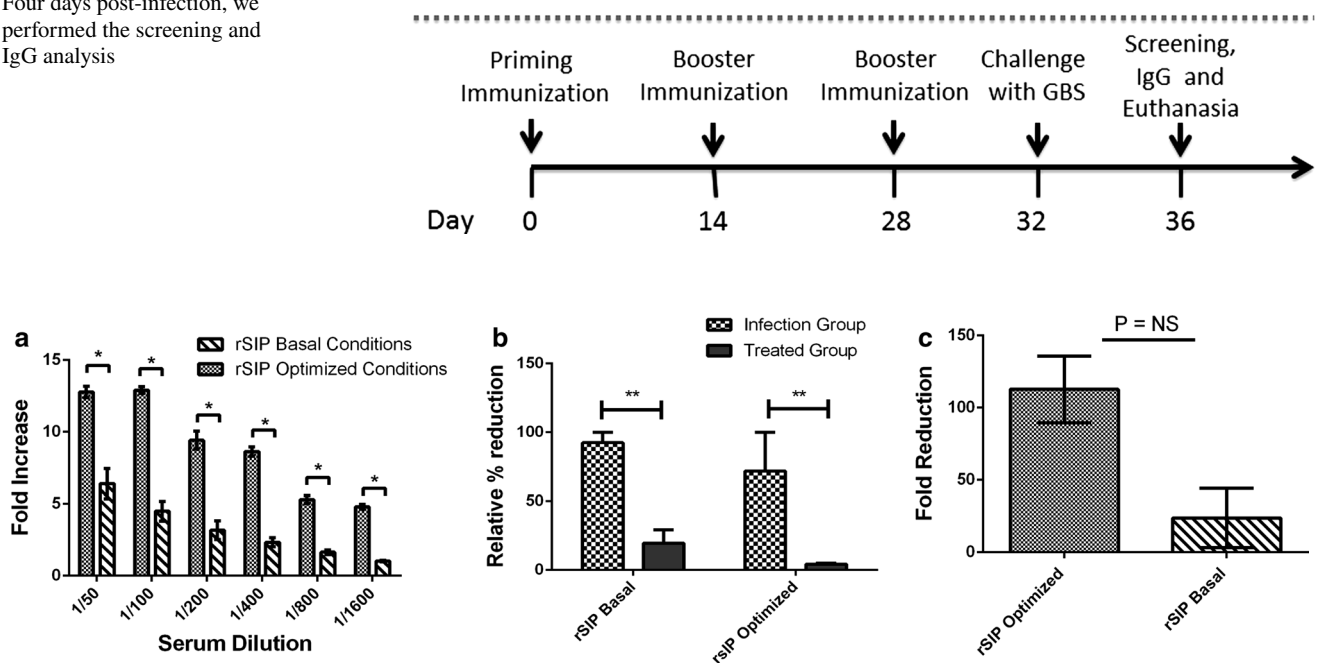 Four days post-infection, we
performed the screening and
IgG analysis
Priming
Immunization
Booster
Immunization
Booster
Immunization
Challenge
with GBS
Screening,
IgG and
Euthanasia
Day 0 14 28 32 36
a
rSIP Basal Conditions
rSIP Optimized Conditions
Fold Increase
15
10
5
0
* * * * * *
1/50 1/100 1/200 1/400 1/800 1/1600
Serum Dilution
b
Infection Group
Treated Group
Relative % reduction
150
100
50
0
** **
rSIP Basal
rsIP Optimized
c
P = NS
Fold Reduction
150
100
50
0
rSIP Optimized
rSIP Basal